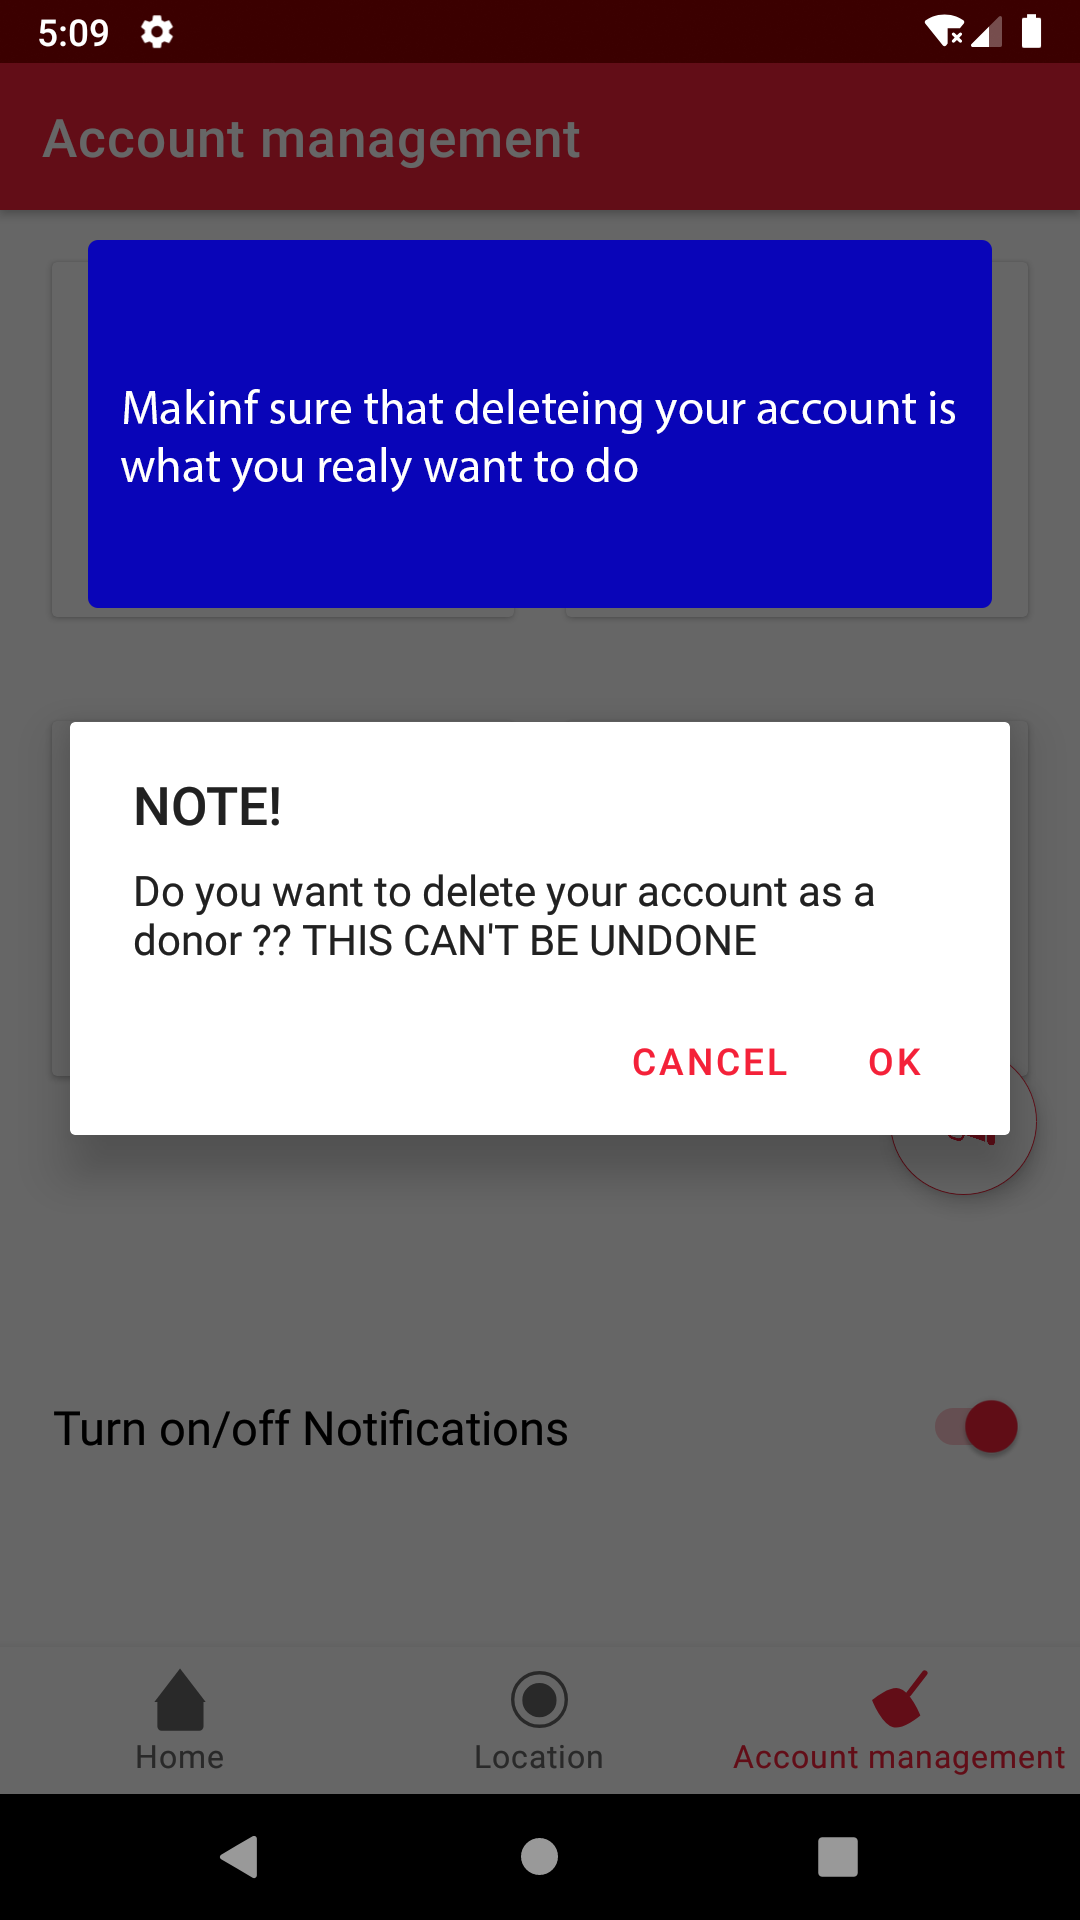 5:09
Account management
Makinf sure that deleteing your account is
what you realy want to do
NOTE!
Do you want to delete your account as a
donor ?? THIS CAN'T BE UNDONE
CANCEL OK
Turn on/off Notifications
Home Location Account management